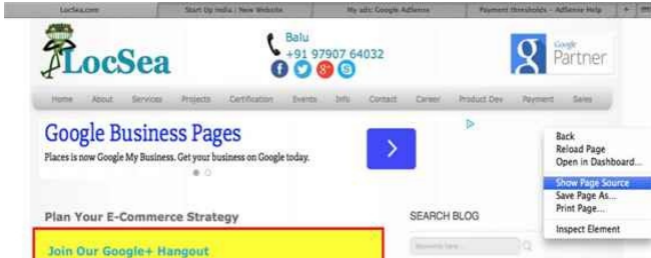 LocSea.com
Start Up India : New Website
My ads: Google AdSense
Payment thresholds - AdSense Help
LocSea
Balu
+91 97907 64032
Google
Partner
Home About Services Projects Certification Events Info Contact Career Product Dev Payment Sales
Google Business Pages
Places is now Google My Business. Get your business on Google today.
Back
Reload Page
Open in Dashboard...
Show Page Source
Save Page As...
Print Page...
Inspect Element
Plan Your E-Commerce Strategy
SEARCH BLOG
Join Our Google+ Hangout